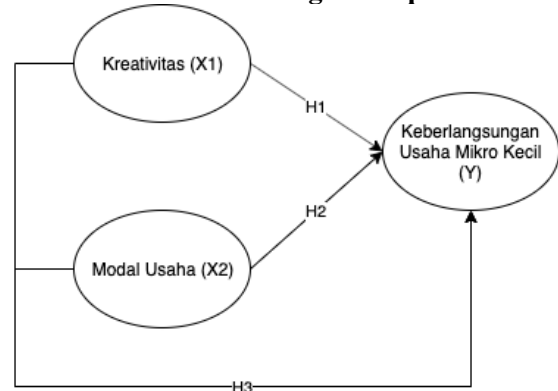 Kreativitas (X1)
H1
Keberlangsungan
Usaha Mikro Kecil
(Y)
H2
Modal Usaha (X2)
H3